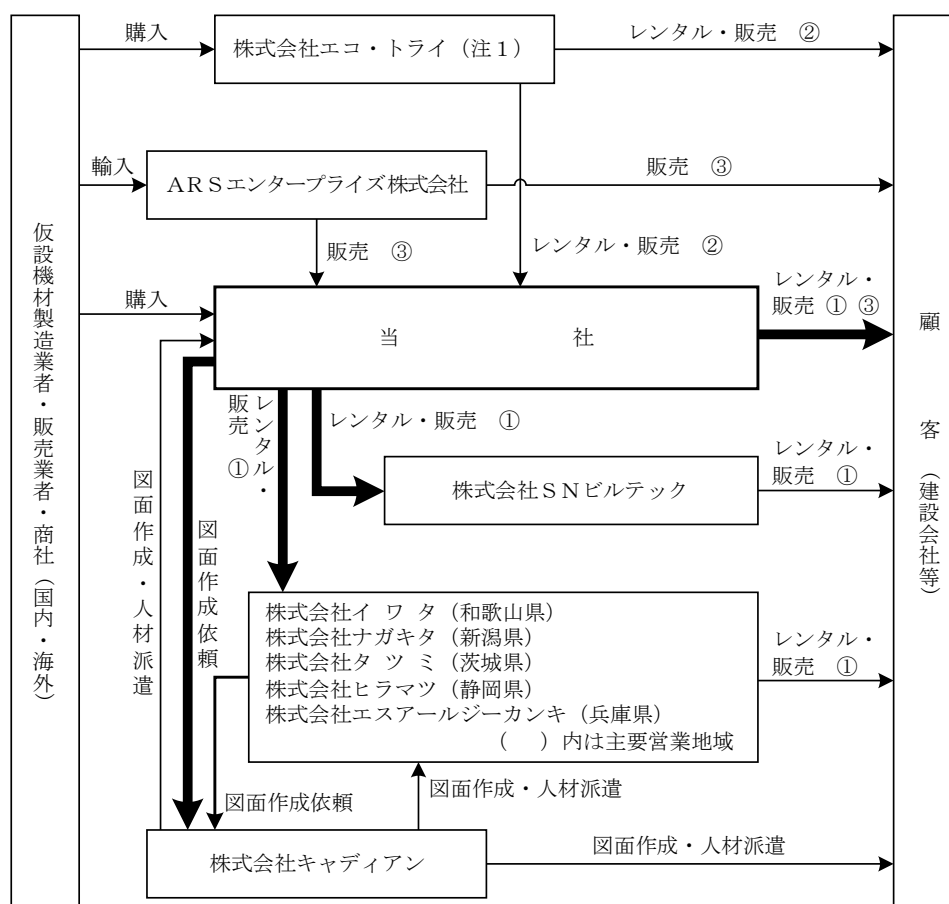 購入
株式会社エコ・トライ（注１）
レンタル・販売 ②
輸入
ＡＲＳエンタープライズ株式会社
販売 ③
販売 ③
レンタル・販売 ②
仮設機材製造業者・販売業者・商社（国内・海外）
購入
当 社
レンタル・
販売 ① ③
顧 客 （建設会社等）
レンタル・
販売 ①
レンタル・販売 ①
株式会社ＳＮビルテック
レンタル・
販売 ①
図面作成・人材派遣
図面作成依頼
株式会社イ ワ タ（和歌山県）
株式会社ナガキタ（新潟県）
株式会社タ ツ ミ（茨城県）
株式会社ヒラマツ（静岡県）
株式会社エスアールジーカンキ（兵庫県）
（ ）内は主要営業地域
レンタル・
販売 ①
図面作成依頼
図面作成・人材派遣
株式会社キャディアン
図面作成・人材派遣